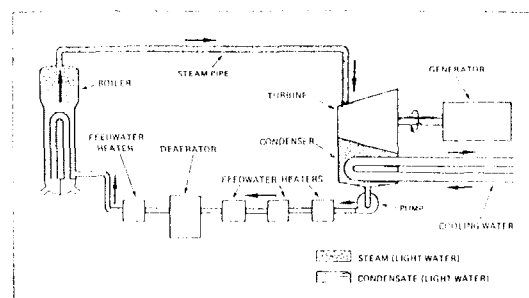 STEAM PIPE
BOILER
TURBINE
GENERATOR
FEEDWATER
HEATER
DEAERATOR
CONDENSER
FEEDWATER HEATERS
PUMP
COOLING WATER
STEAM (LIGHT WATER)
CONDENSATE (LIGHT WATER)